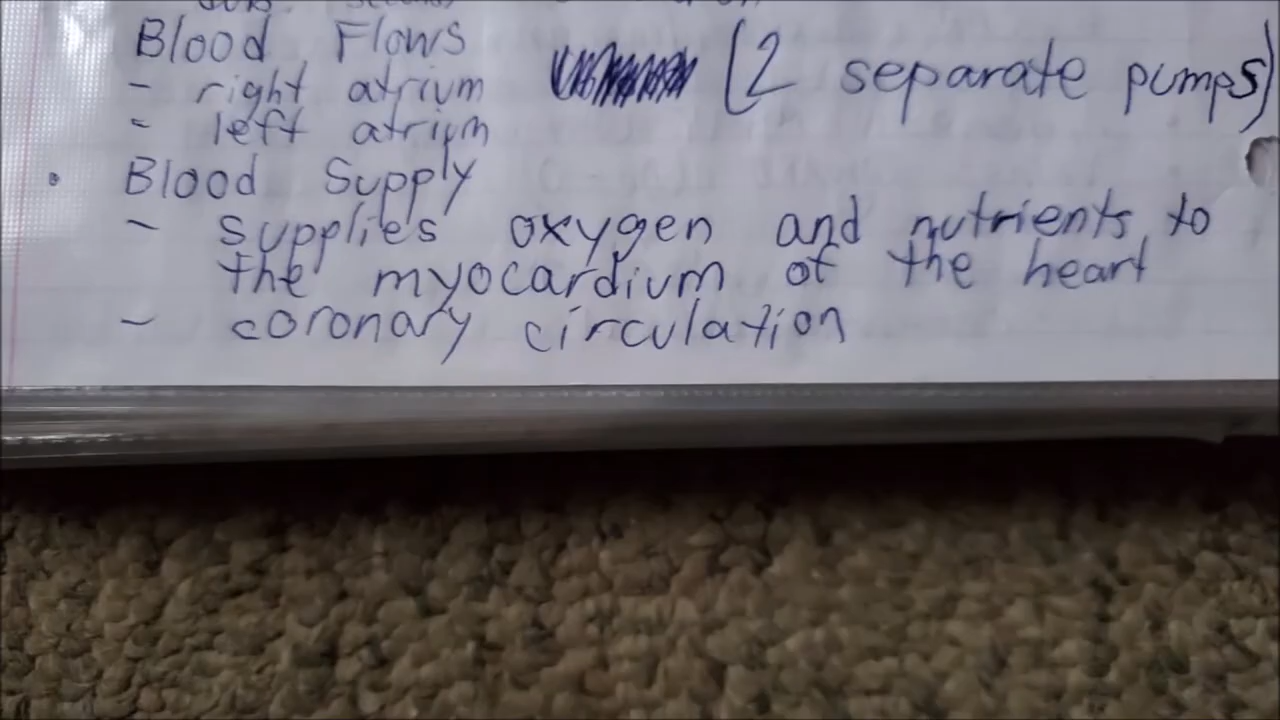 Blood Flows
- right atrium (2 separate pumps)
- left atrium
• Blood Supply
- supplies oxygen and nutrients to
the myocardium of the heart
- coronary circulation